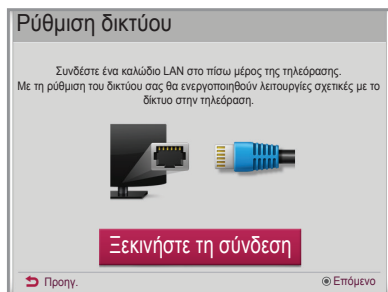 Ρύθμιση δικτύου
Συνδέστε ένα καλώδιο LAN στο πίσω μέρος της τηλεόρασης.
Με τη ρύθμιση του δικτύου σας θα ενεργοποιηθούν λειτουργίες σχετικές με το
δίκτυο στην τηλεόραση.
Ξεκινήστε τη σύνδεση
Προηγ.
Επόμενο